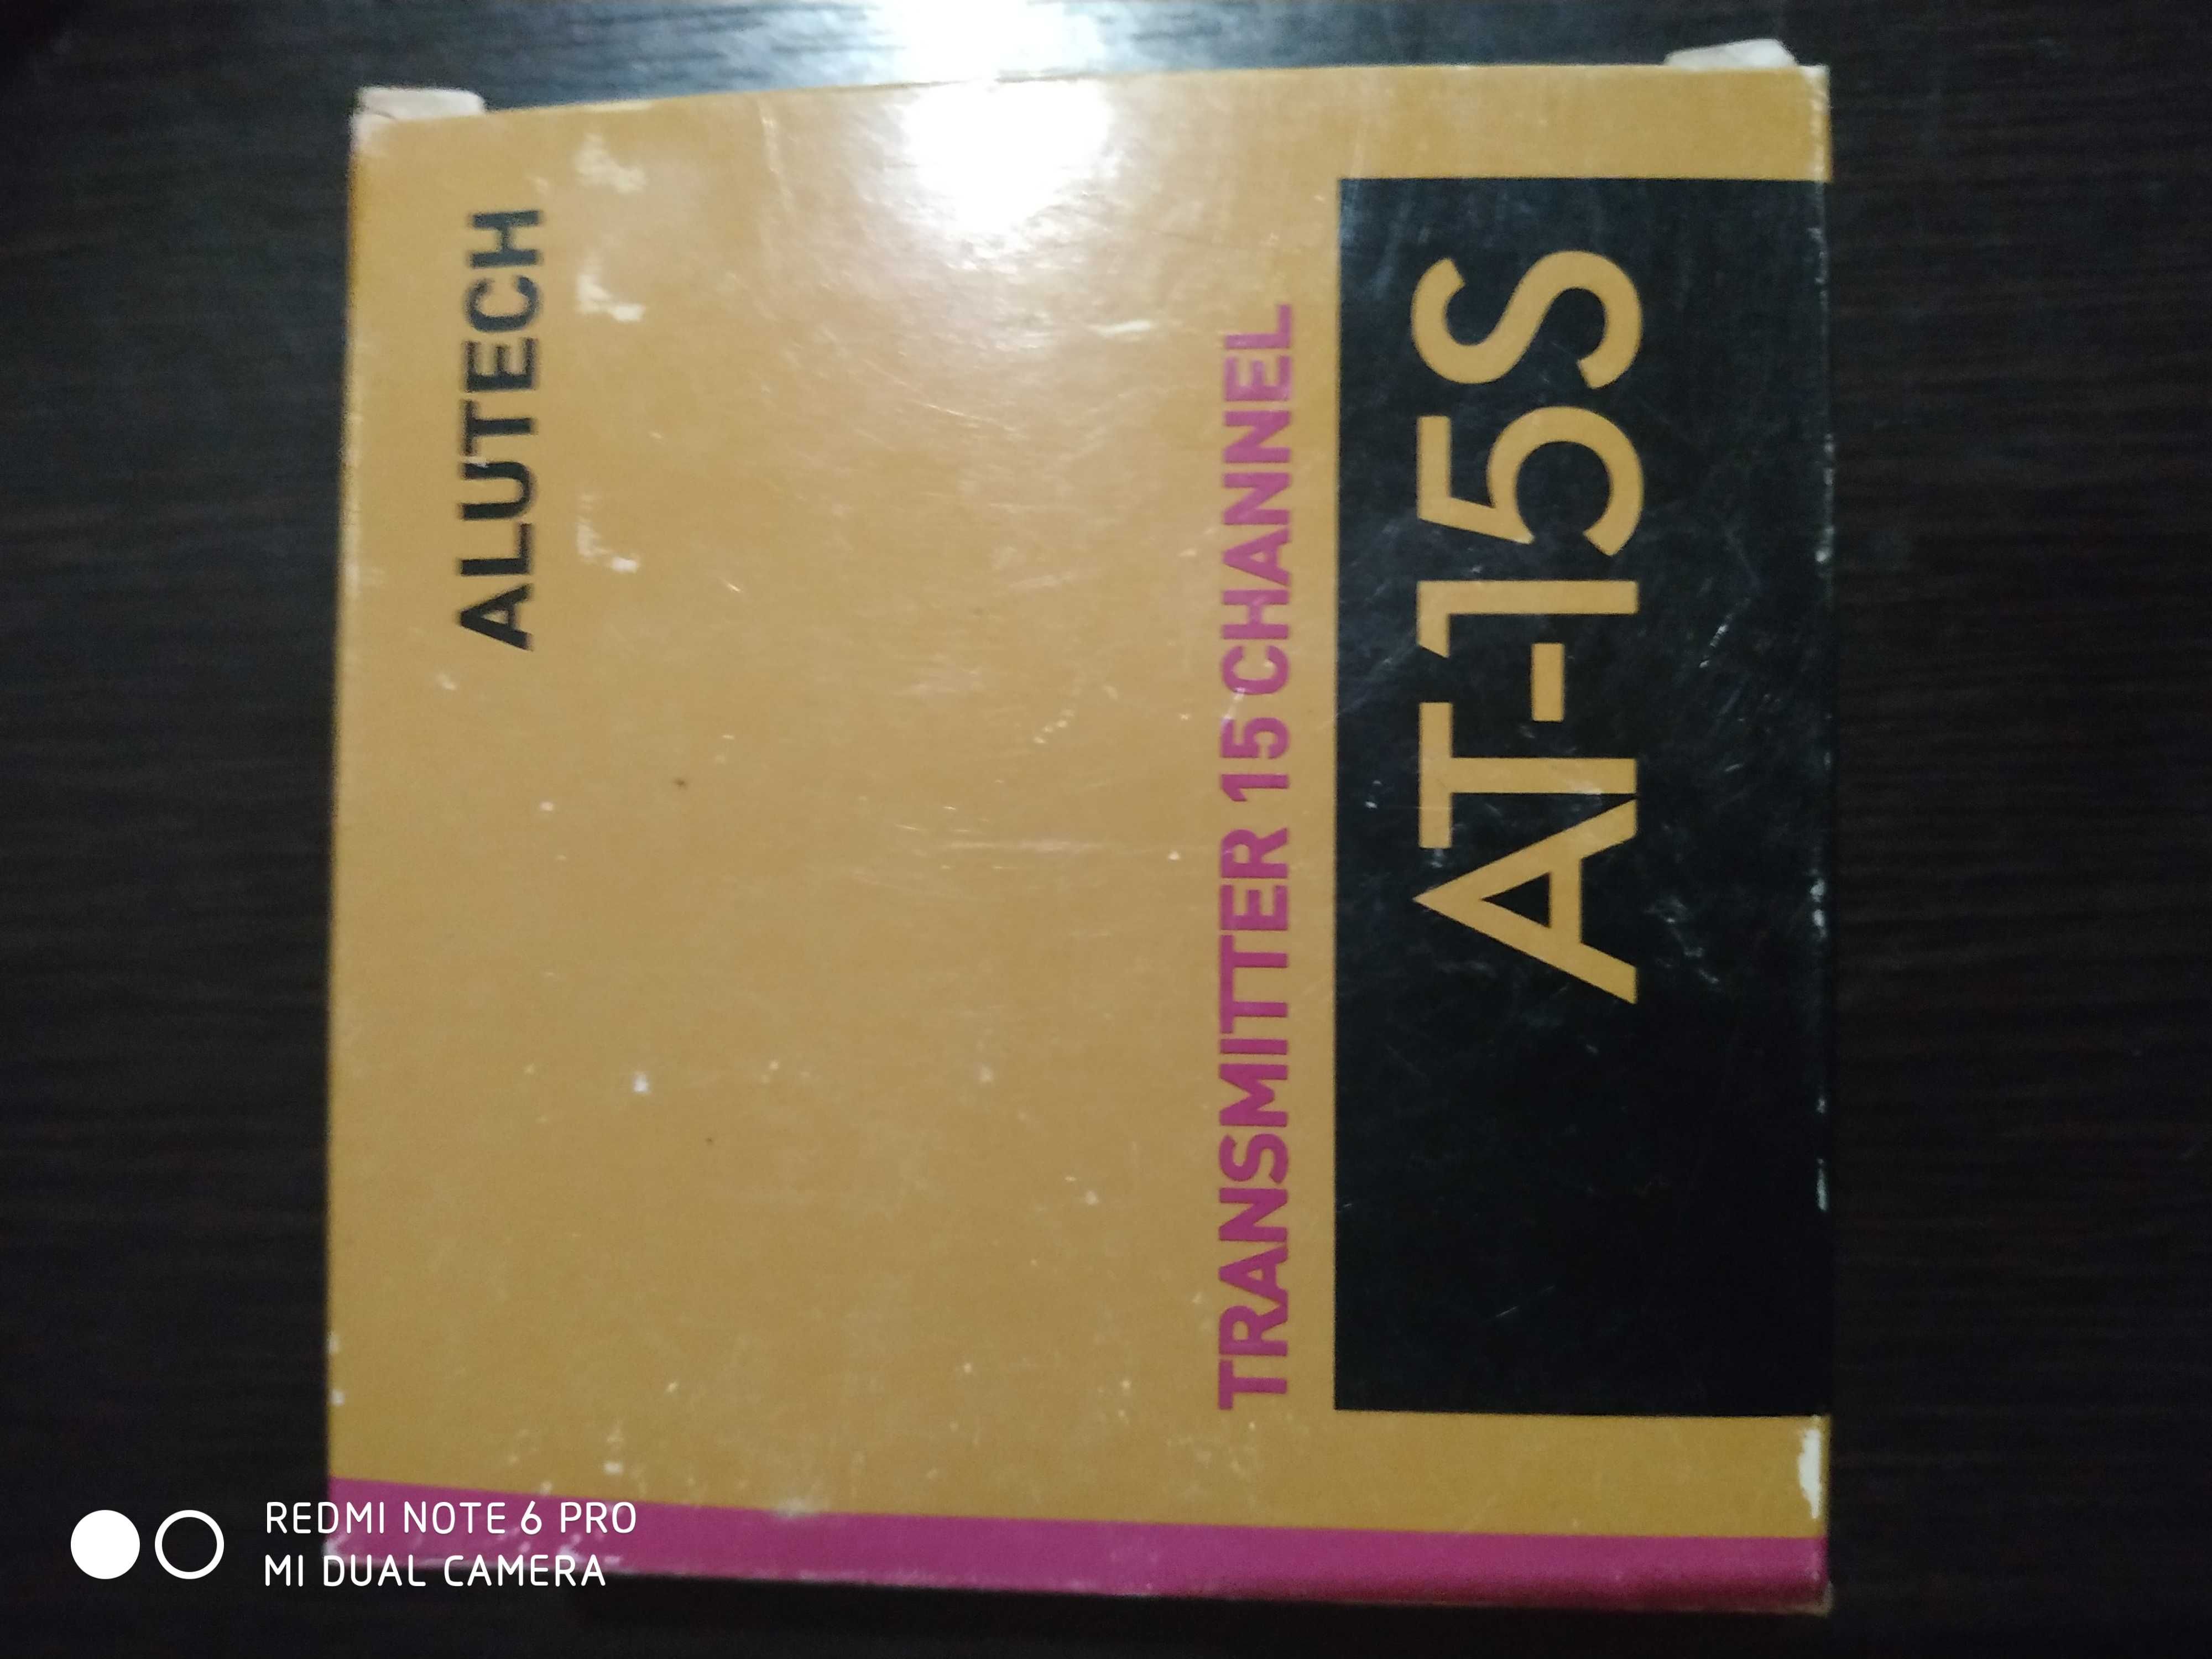 ALUTECH
TRANSMITTER 15 CHANNEL
AT-15S
REDMI NOTE 6 PRO
MI DUAL CAMERA